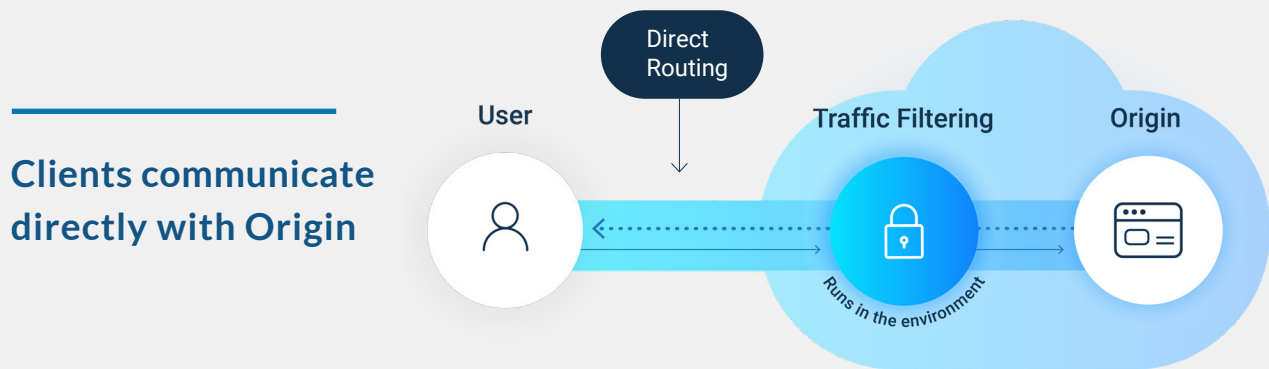 Clients communicate
directly with Origin
Direct
Routing
User
Traffic Filtering
Origin
Runs in the environment